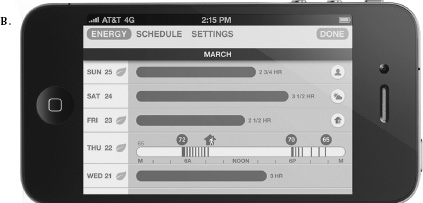 B.
AT&T 4G 2:15 PM
ENERGY SCHEDULE SETTINGS DONE
MARCH
SUN 25 2 3/4 HR
SAT 24 3 1/2 HR
FRI 23 2 1/2 HR
THU 22 72 70 65
M 6A NOON 6P M
WED 21 3 HR